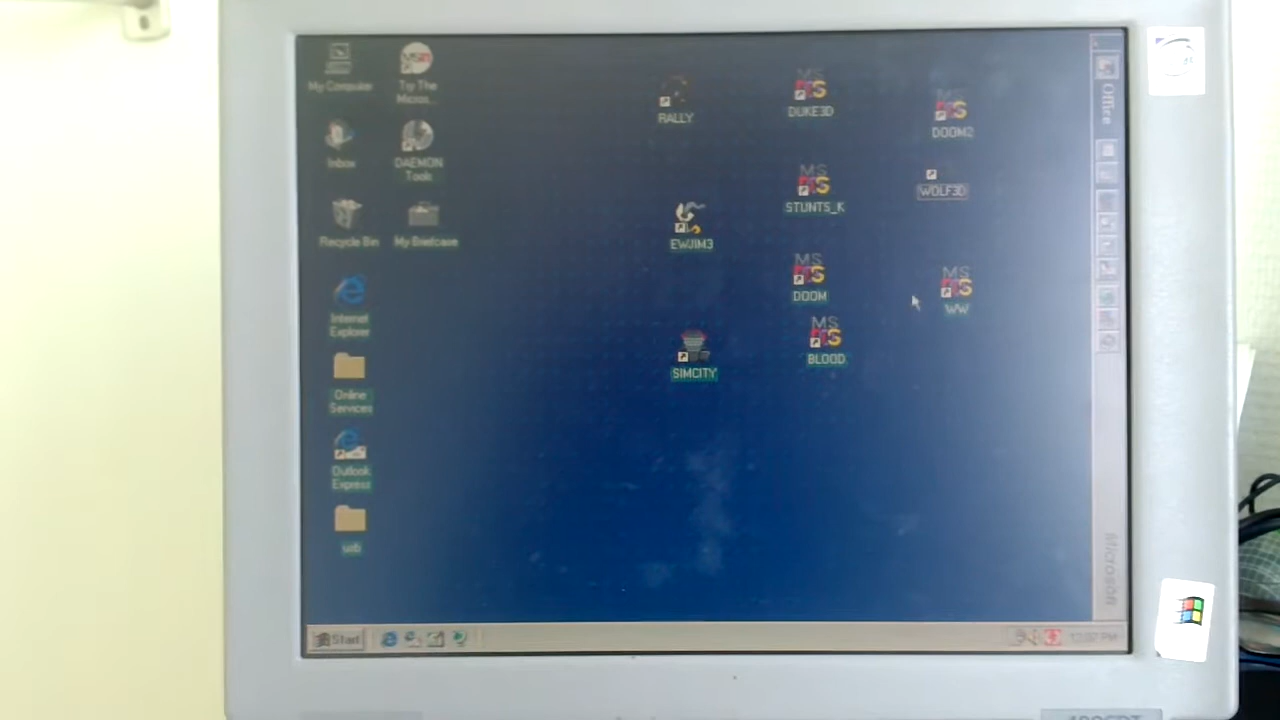 My Computer
Try The
Micros...
Inbox
DAEMON
Tools
Recycle Bin
My Briefcase
Internet
Explorer
Online
Services
Outlook
Express
usb
RALLY
DUKE3D
DOOM2
STUNTS_K
WOLF3D
EWJIM3
DOOM
WW
SIMCITY
BLOOD
Office
Microsoft
Start